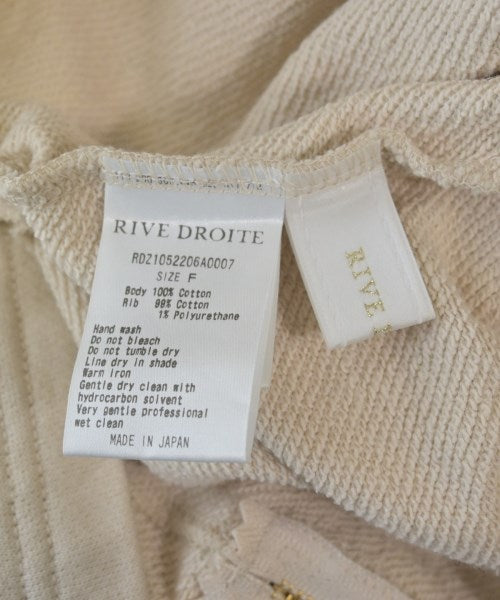 RIVE DROITE
RDZ1052206A0007
SIZE F
Body 100% Cotton
Rib 99% Cotton
1% Polyurethane
Hand wash
Do not bleach
Do not tumble dry
Line dry in shade
Warm iron
Gentle dry clean with
hydrocarbon solvent
Very gentle professional
wet clean
MADE IN JAPAN
RIVE